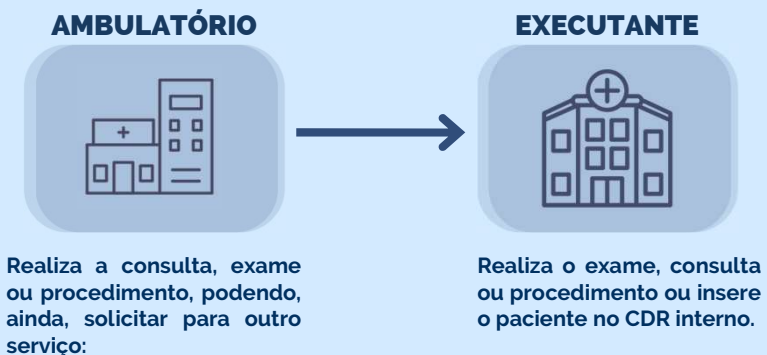 AMBULATÓRIO
EXECUTANTE
Realiza a consulta, exame
ou procedimento, podendo,
ainda, solicitar para outro
serviço:
Realiza o exame, consulta
ou procedimento ou insere
o paciente no CDR interno.